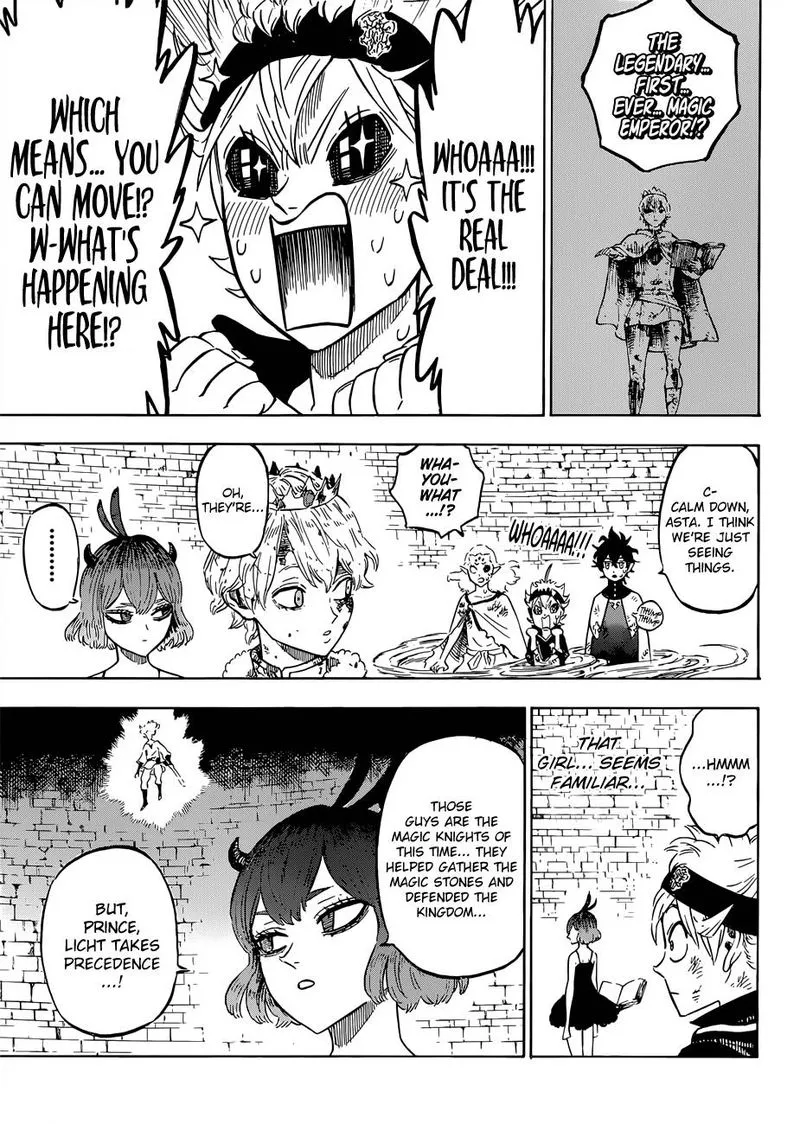 THE
LEGENDARY...
FIRST...
EVER... MAGIC
EMPEROR!?
WHOAAA!!!
IT'S THE
REAL
DEAL!!!
WHICH
MEANS... YOU
CAN MOVE!?
W-WHAT'S
HAPPENING
HERE!?
C-
CALM DOWN,
ASTA. I THINK
WE'RE JUST
SEEING
THINGS.
THUMP
THUMP
WHOAAAA!!!
WHA-
YOU-
WHAT
...!?
OH,
THEY'RE...
.........
...HMMM
...!?
THAT
GIRL... SEEMS
FAMILIAR...
THOSE
GUYS ARE THE
MAGIC KNIGHTS OF
THIS TIME... THEY
HELPED GATHER THE
MAGIC STONES AND
DEFENDED THE
KINGDOM...
BUT,
PRINCE,
LICHT TAKES
PRECEDENCE
...!